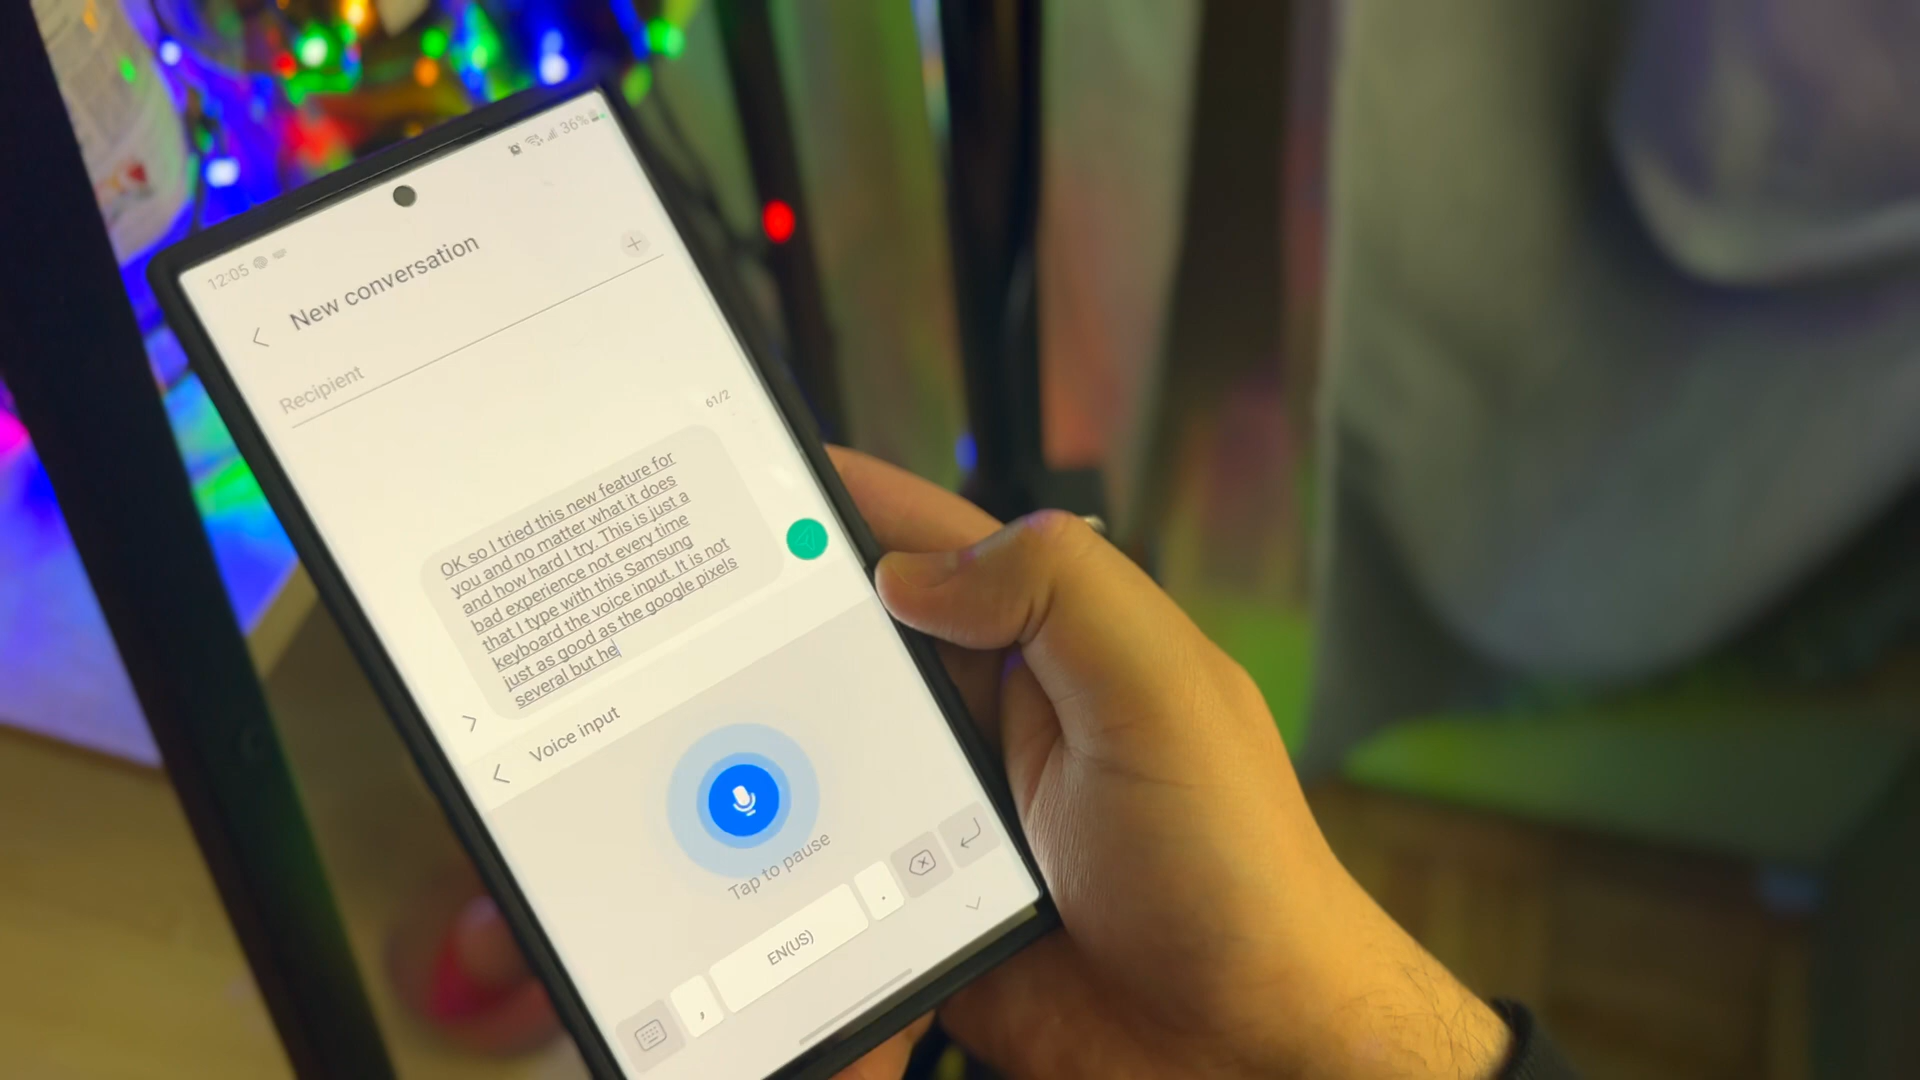 12:05
36%
New conversation
Recipient
61/2
OK so I tried this new feature for
you and no matter what it does
and how hard I try. This is just a
bad experience not every time
that I type with this Samsung
keyboard the voice input. It is not
just as good as the google pixels
several but he
Voice input
Tap to pause
, EN(US) .